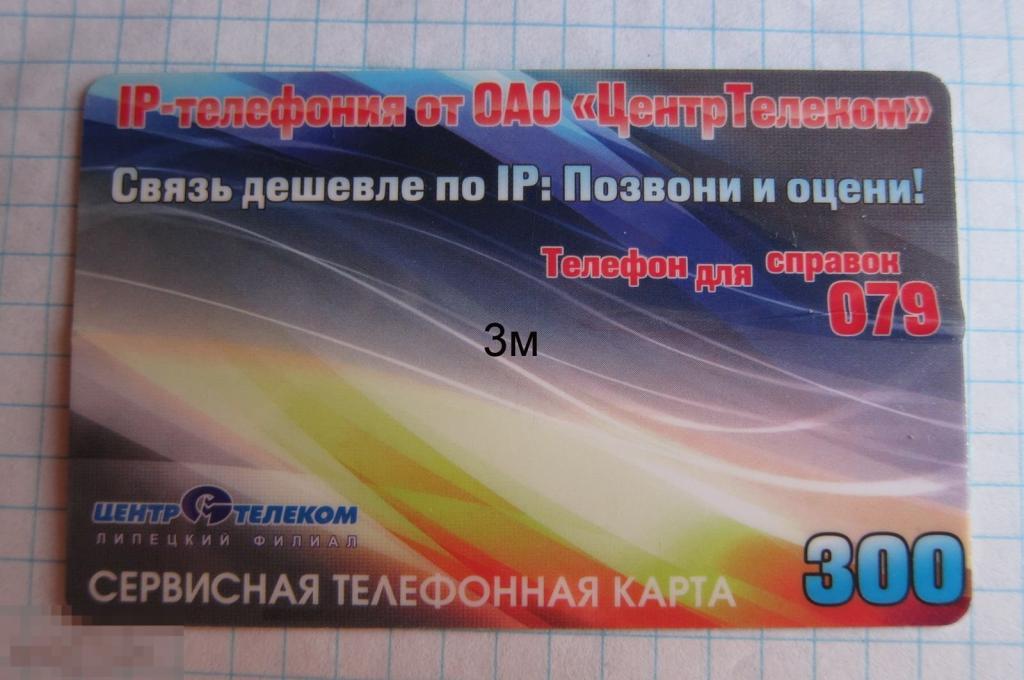 IP-телефония от ОАО «ЦентрТелеком»
Связь дешевле по IP: Позвони и оцени!
Телефон для справок
079
3м
ЦЕНТР ТЕЛЕКОМ
ЛИПЕЦКИЙ ФИЛИАЛ
СЕРВИСНАЯ ТЕЛЕФОННАЯ КАРТА
300